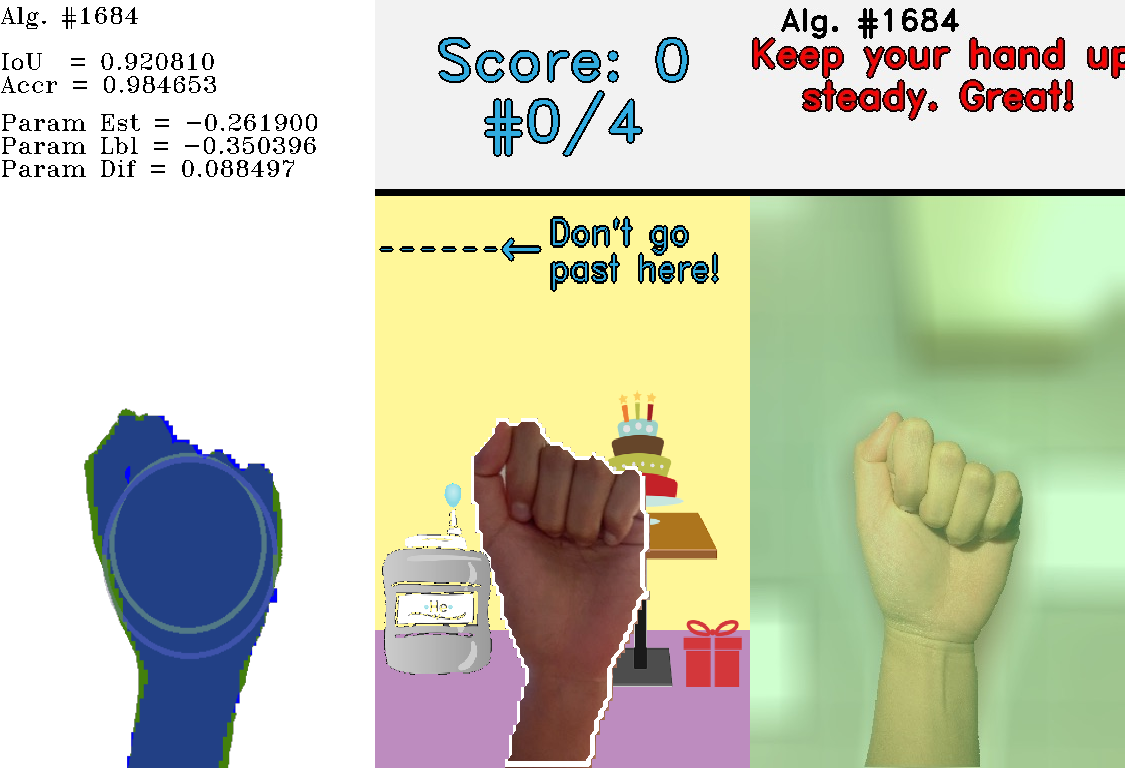 Alg. #1684
IoU = 0.920810
Accr = 0.984653
Param Est = −0.261900
Param Lbl = −0.350396
Param Dif = 0.088497
Score: 0
#0/4
Alg. #1684
Keep your hand up
steady. Great!
Don't go
past here!